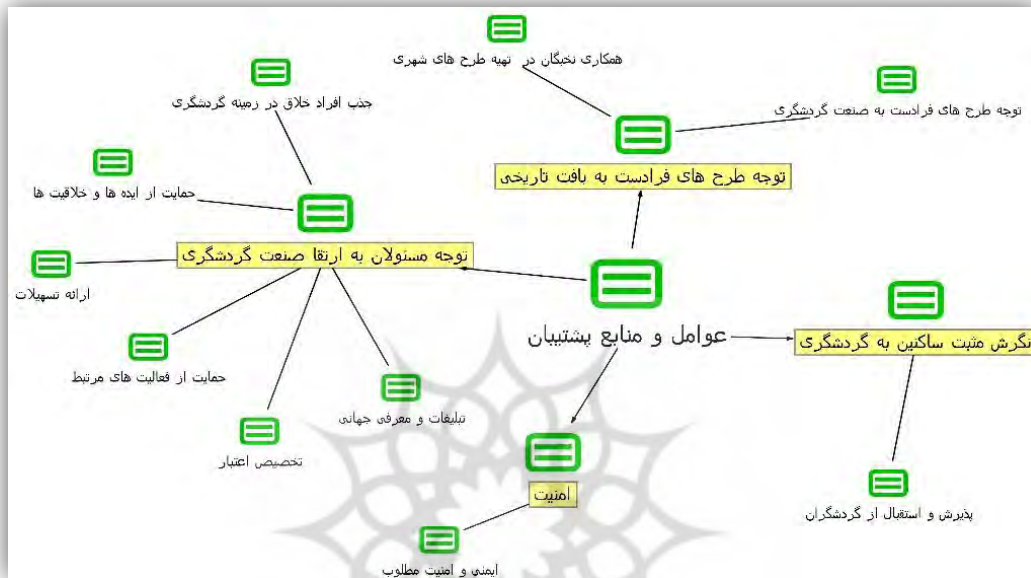 همکاری نخبگان در تهیه طرح های شهری
جذب افراد خلاق در زمینه گردشگری
توجه طرح های فرادست به صنعت گردشگری
توجه طرح های فرادست به بافت تاریخی
حمایت از ایده ها و خلاقیت ها
توجه مسئولان به ارتقا صنعت گردشگری
ارائه تسهیلات
عوامل و منابع پشتیبان
نگرش مثبت ساکنین به گردشگری
حمایت از فعالیت های مرتبط
تبلیغات و معرفی جهانی
تخصیص اعتبار
امنیت
پذیرش و استقبال از گردشگران
ایمنی و امنیت مطلوب